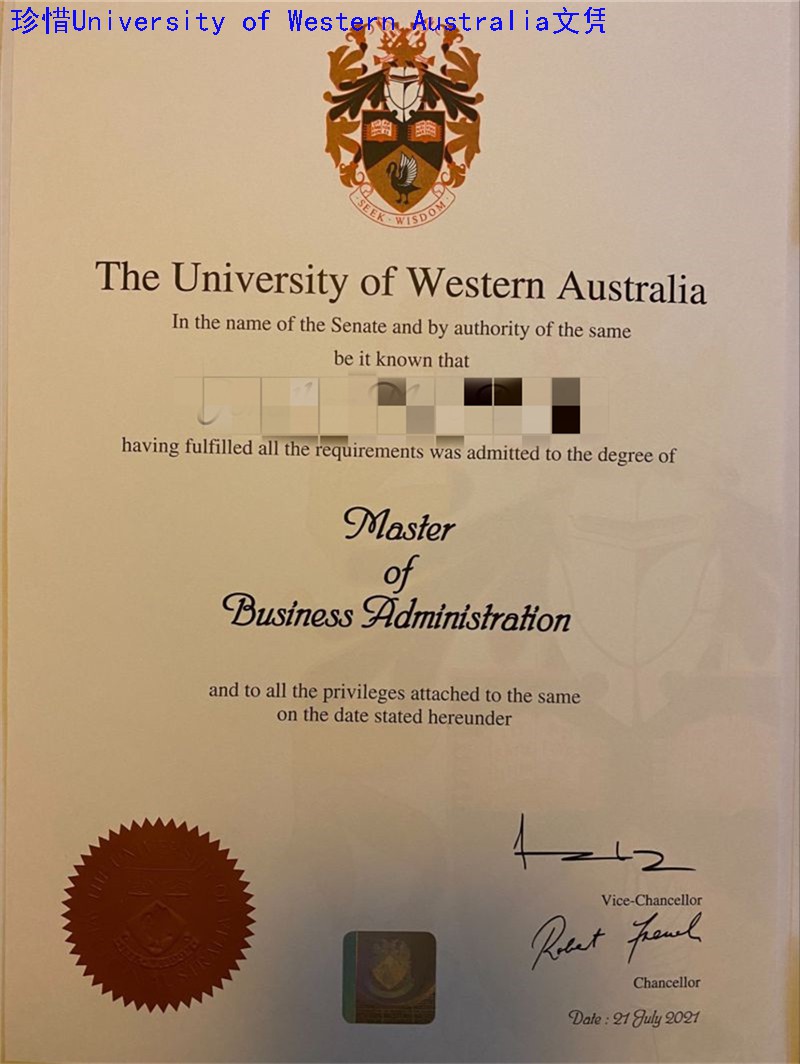 珍惜University of Western Australia文凭
SEEK · WISDOM
The University of Western Australia
In the name of the Senate and by authority of the same
be it known that
having fulfilled all the requirements was admitted to the degree of
Master
of
Business Administration
and to all the privileges attached to the same
on the date stated hereunder
Vice-Chancellor
Robert French
Chancellor
Date : 21 July 2021